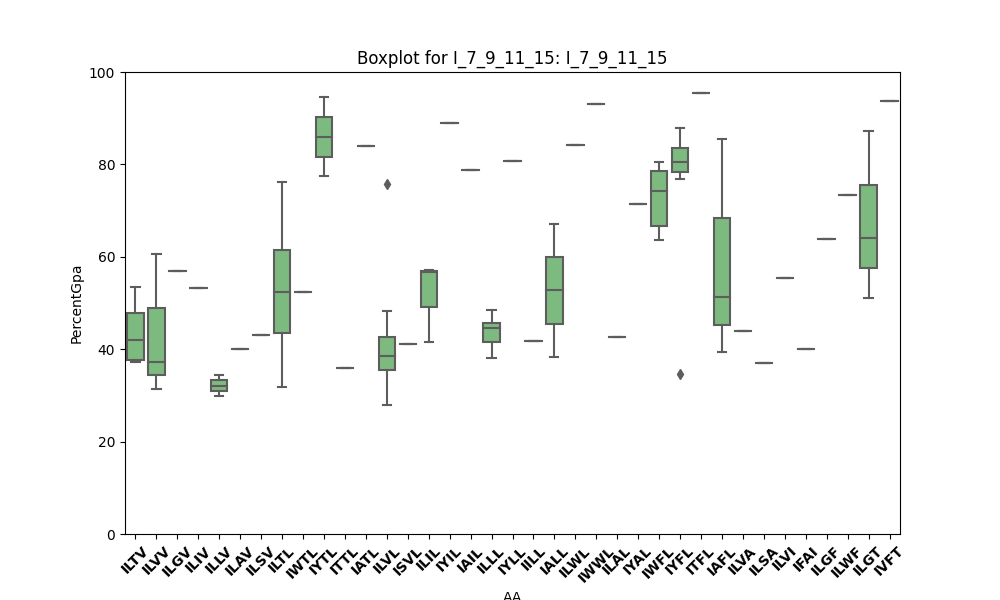 Boxplot for I_7_9_11_15: I_7_9_11_15
100
80
60
40
20
0
PercentGpa
ILTV
ILVV
ILGV
ILIV
ILLV
ILAV
ILSV
ILTL
IWTL
IYTL
ITTL
IATL
ILVL
ISVL
ILIL
IYIL
IAIL
ILLL
IYLL
IILL
IALL
ILWL
IWWL
ILAL
IYAL
IWFL
IYFL
ITFL
IAFL
ILVA
ILSA
ILVI
IFAI
ILGF
ILWF
ILGT
IVFT
AA